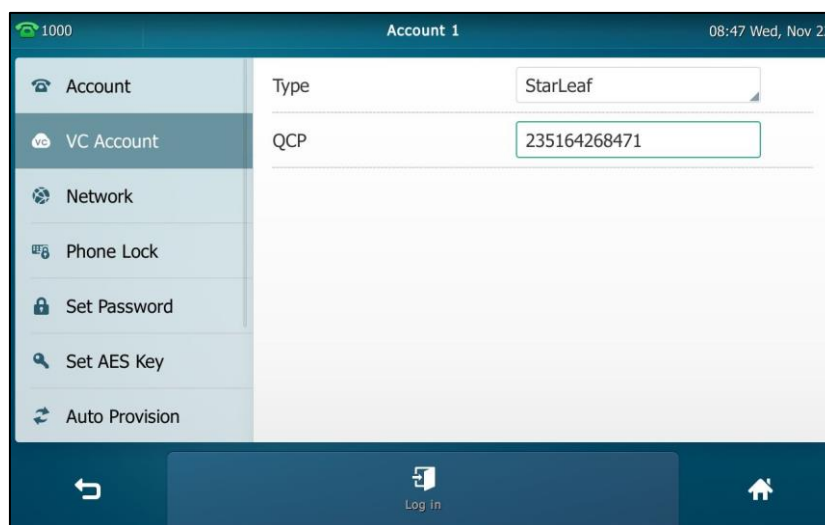 1000
Account 1
08:47 Wed, Nov 2
Account
VC Account
Network
Phone Lock
Set Password
Set AES Key
Auto Provision
Type
StarLeaf
QCP
235164268471
Log in